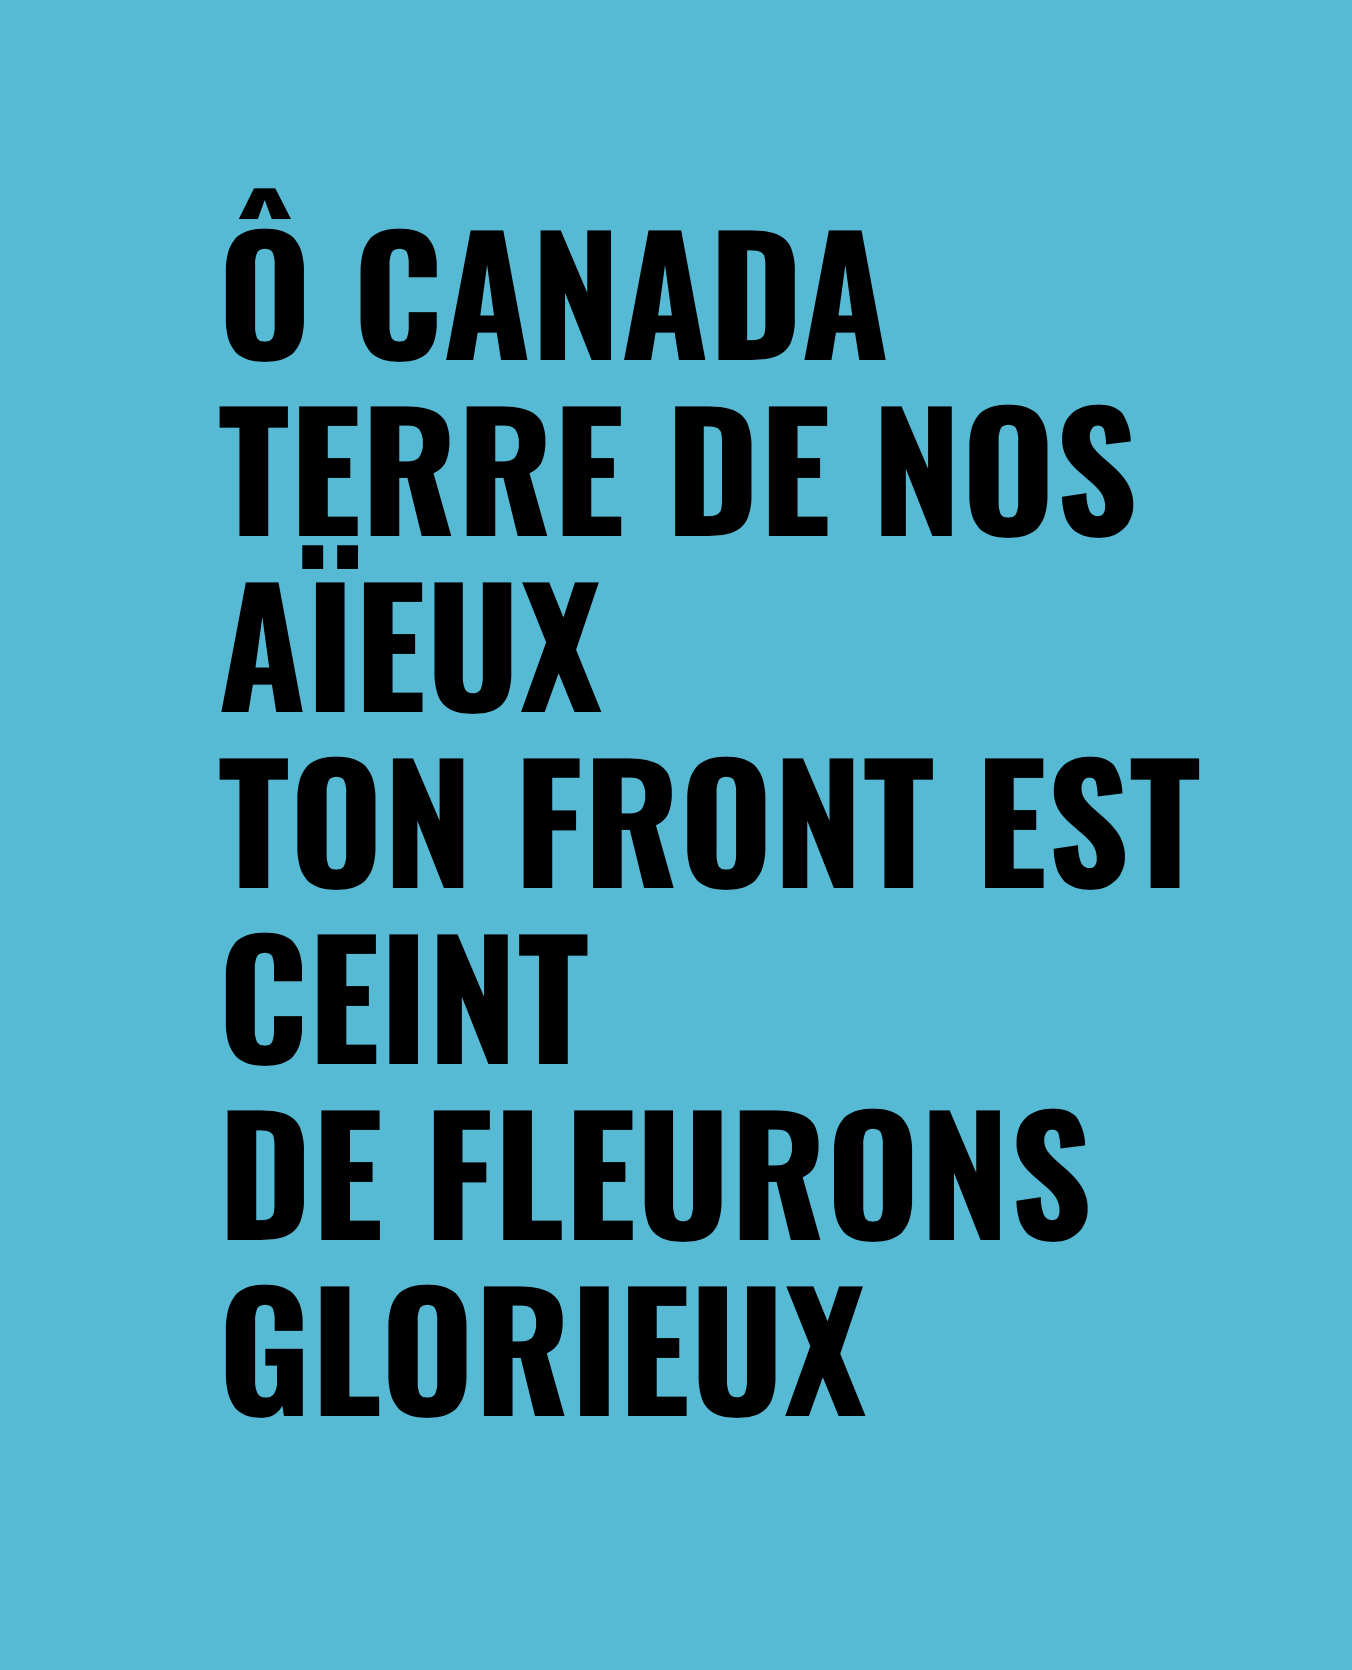 Ô CANADA
TERRE DE NOS
AÏEUX
TON FRONT EST
CEINT
DE FLEURONS
GLORIEUX